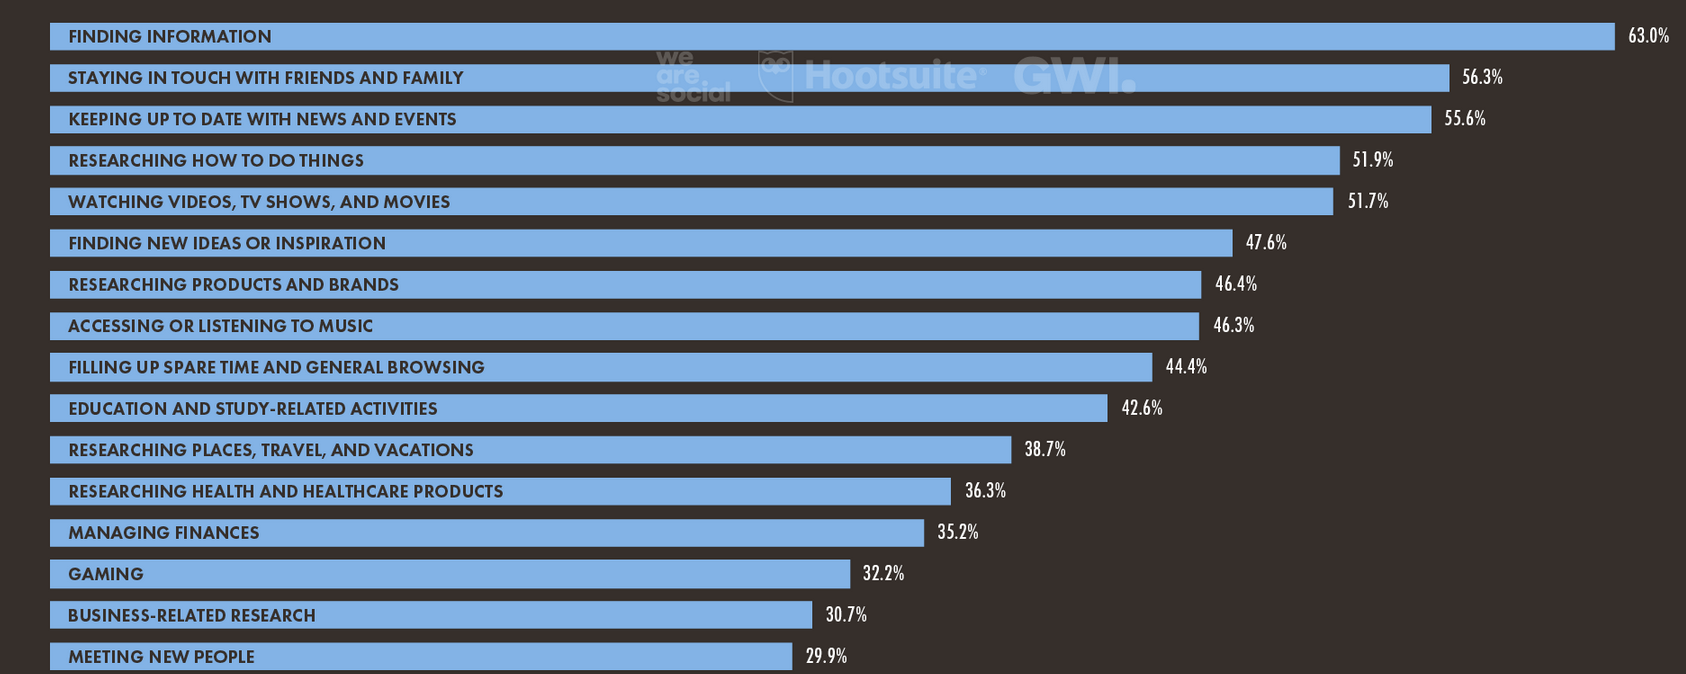 FINDING INFORMATION 63.0%
we are social Hootsuite® GWI.
STAYING IN TOUCH WITH FRIENDS AND FAMILY 56.3%
KEEPING UP TO DATE WITH NEWS AND EVENTS 55.6%
RESEARCHING HOW TO DO THINGS 51.9%
WATCHING VIDEOS, TV SHOWS, AND MOVIES 51.7%
FINDING NEW IDEAS OR INSPIRATION 47.6%
RESEARCHING PRODUCTS AND BRANDS 46.4%
ACCESSING OR LISTENING TO MUSIC 46.3%
FILLING UP SPARE TIME AND GENERAL BROWSING 44.4%
EDUCATION AND STUDY-RELATED ACTIVITIES 42.6%
RESEARCHING PLACES, TRAVEL, AND VACATIONS 38.7%
RESEARCHING HEALTH AND HEALTHCARE PRODUCTS 36.3%
MANAGING FINANCES 35.2%
GAMING 32.2%
BUSINESS-RELATED RESEARCH 30.7%
MEETING NEW PEOPLE 29.9%